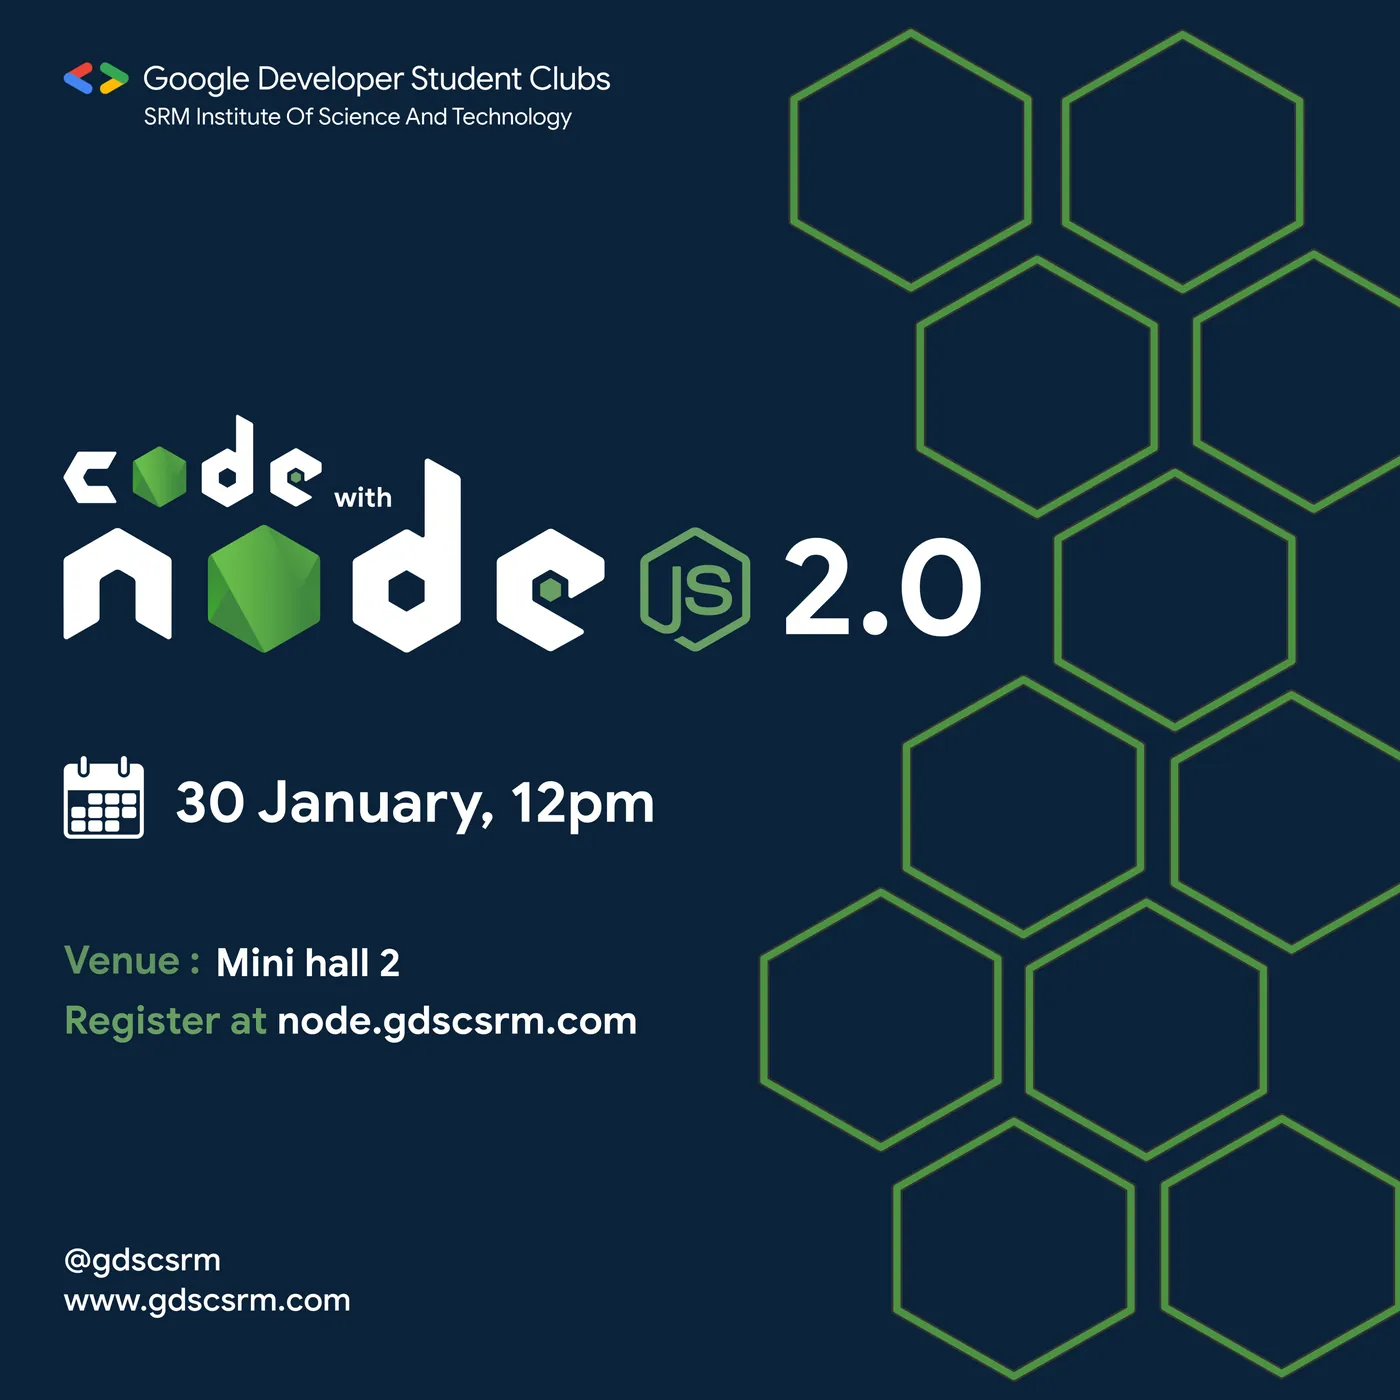 Google Developer Student Clubs
SRM Institute Of Science And Technology
code with
node JS 2.0
30 January, 12pm
Venue : Mini hall 2
Register at node.gdscsrm.com
@gdscsrm
www.gdscsrm.com